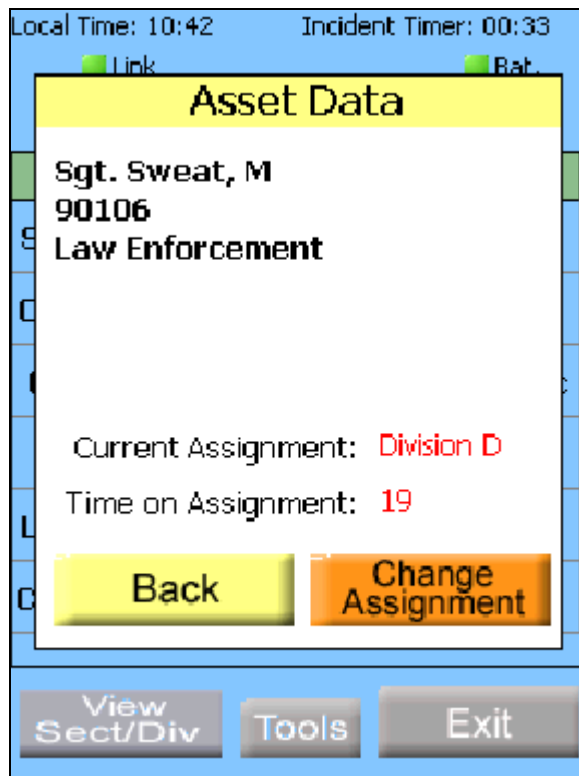 Local Time: 10:42 Incident Timer: 00:33
Link Bat.
Asset Data
Sgt. Sweat, M
90106
Law Enforcement
Current Assignment: Division D
Time on Assignment: 19
Back
Change
Assignment
View
Sect/Div
Tools
Exit